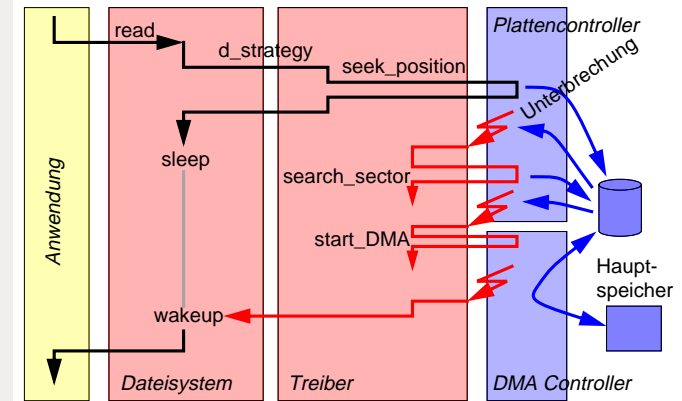 read
d_strategy
seek_position
Plattencontroller
Unterbrechung
sleep
search_sector
start_DMA
Anwendung
Haupt-
speicher
wakeup
Dateisystem
Treiber
DMA Controller